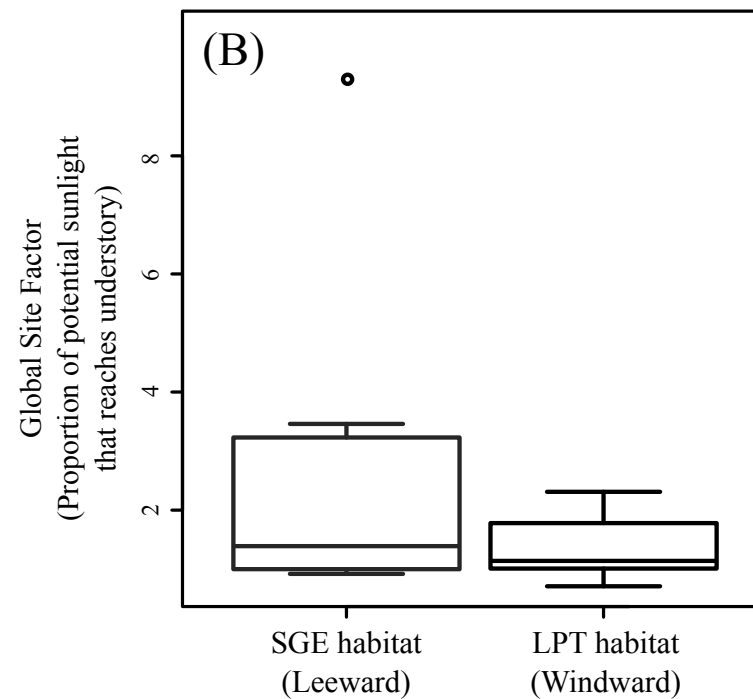 (B)
Global Site Factor
(Proportion of potential sunlight
that reaches understory)
8
6
4
2
SGE habitat
(Leeward)
LPT habitat
(Windward)